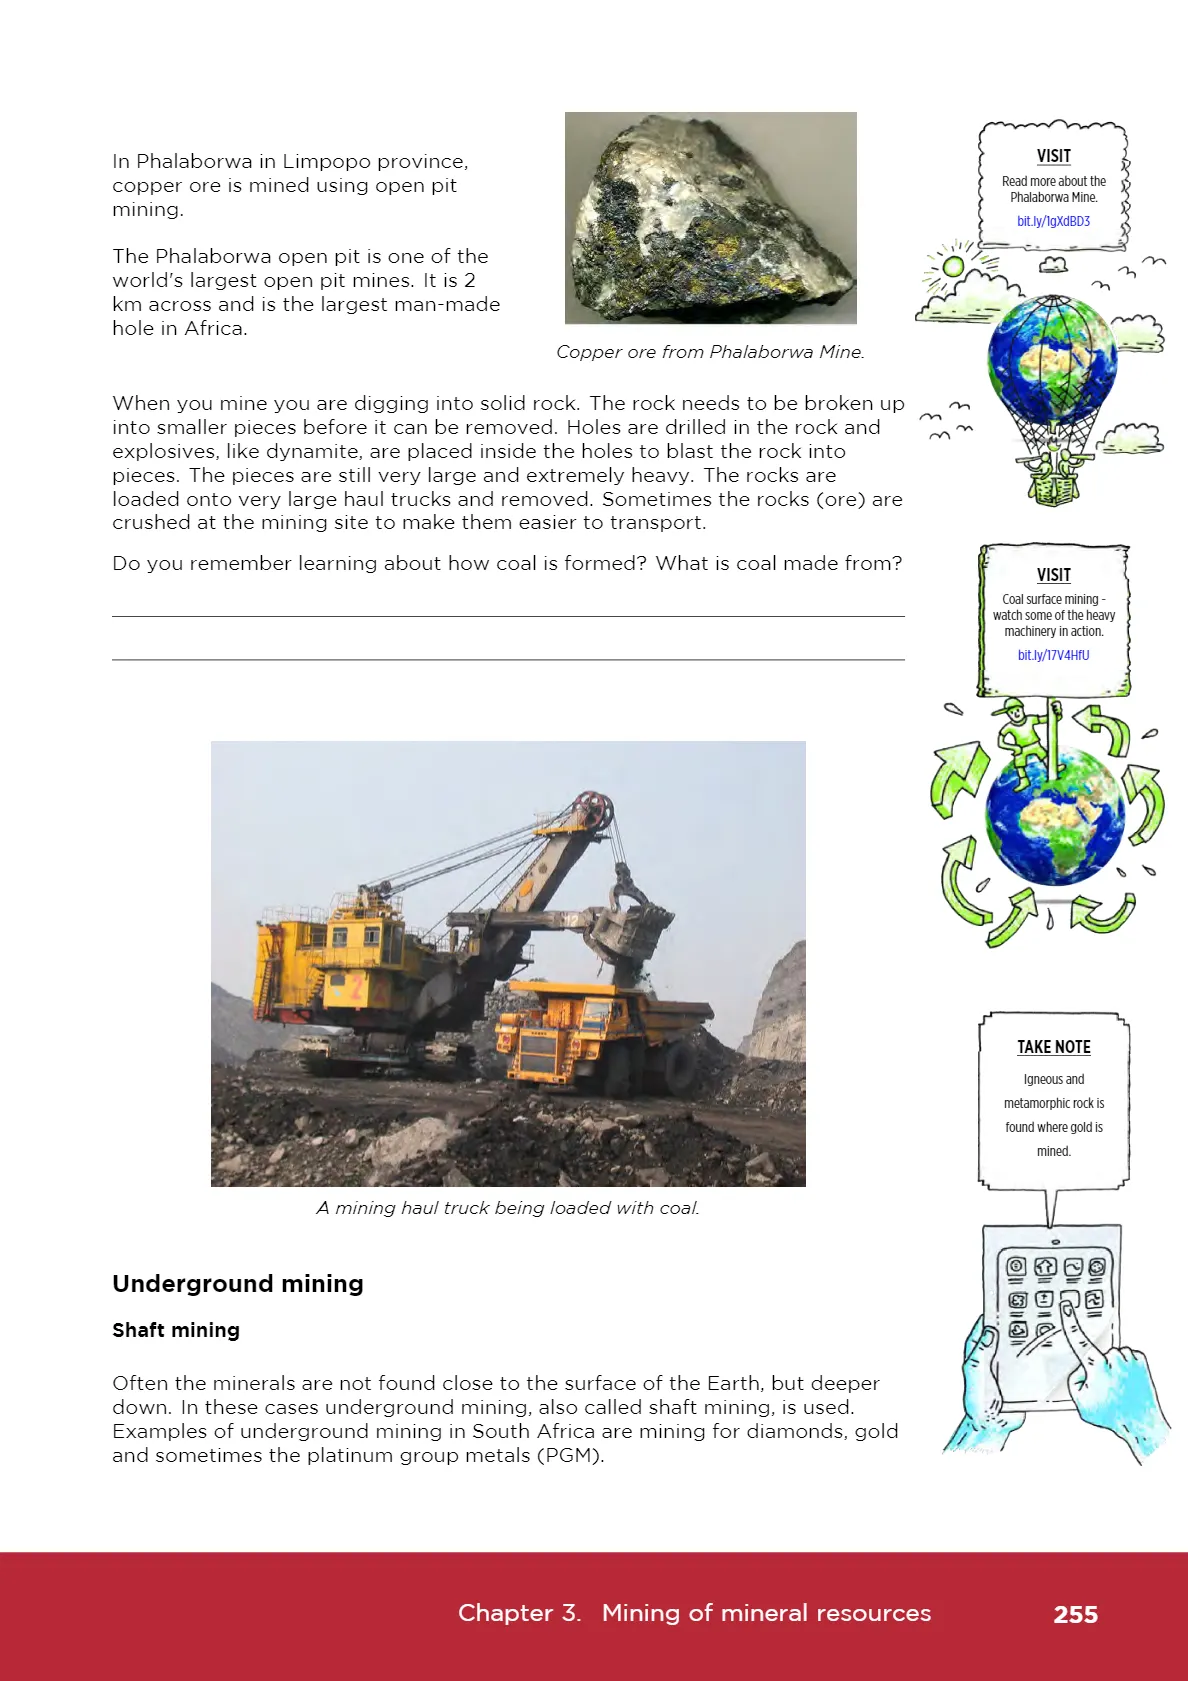 In Phalaborwa in Limpopo province,
copper ore is mined using open pit
mining.
The Phalaborwa open pit is one of the
world's largest open pit mines. It is 2
km across and is the largest man-made
hole in Africa.
Copper ore from Phalaborwa Mine.
When you mine you are digging into solid rock. The rock needs to be broken up
into smaller pieces before it can be removed. Holes are drilled in the rock and
explosives, like dynamite, are placed inside the holes to blast the rock into
pieces. The pieces are still very large and extremely heavy. The rocks are
loaded onto very large haul trucks and removed. Sometimes the rocks (ore) are
crushed at the mining site to make them easier to transport.
Do you remember learning about how coal is formed? What is coal made from?
12
2
A mining haul truck being loaded with coal.
Underground mining
Shaft mining
Often the minerals are not found close to the surface of the Earth, but deeper
down. In these cases underground mining, also called shaft mining, is used.
Examples of underground mining in South Africa are mining for diamonds, gold
and sometimes the platinum group metals (PGM).
VISIT
Read more about the
Phalaborwa Mine.
bit.ly/1gXdBD3
VISIT
Coal surface mining -
watch some of the heavy
machinery in action.
bit.ly/17V4HfU
TAKE NOTE
Igneous and
metamorphic rock is
found where gold is
mined.
Chapter 3. Mining of mineral resources
255